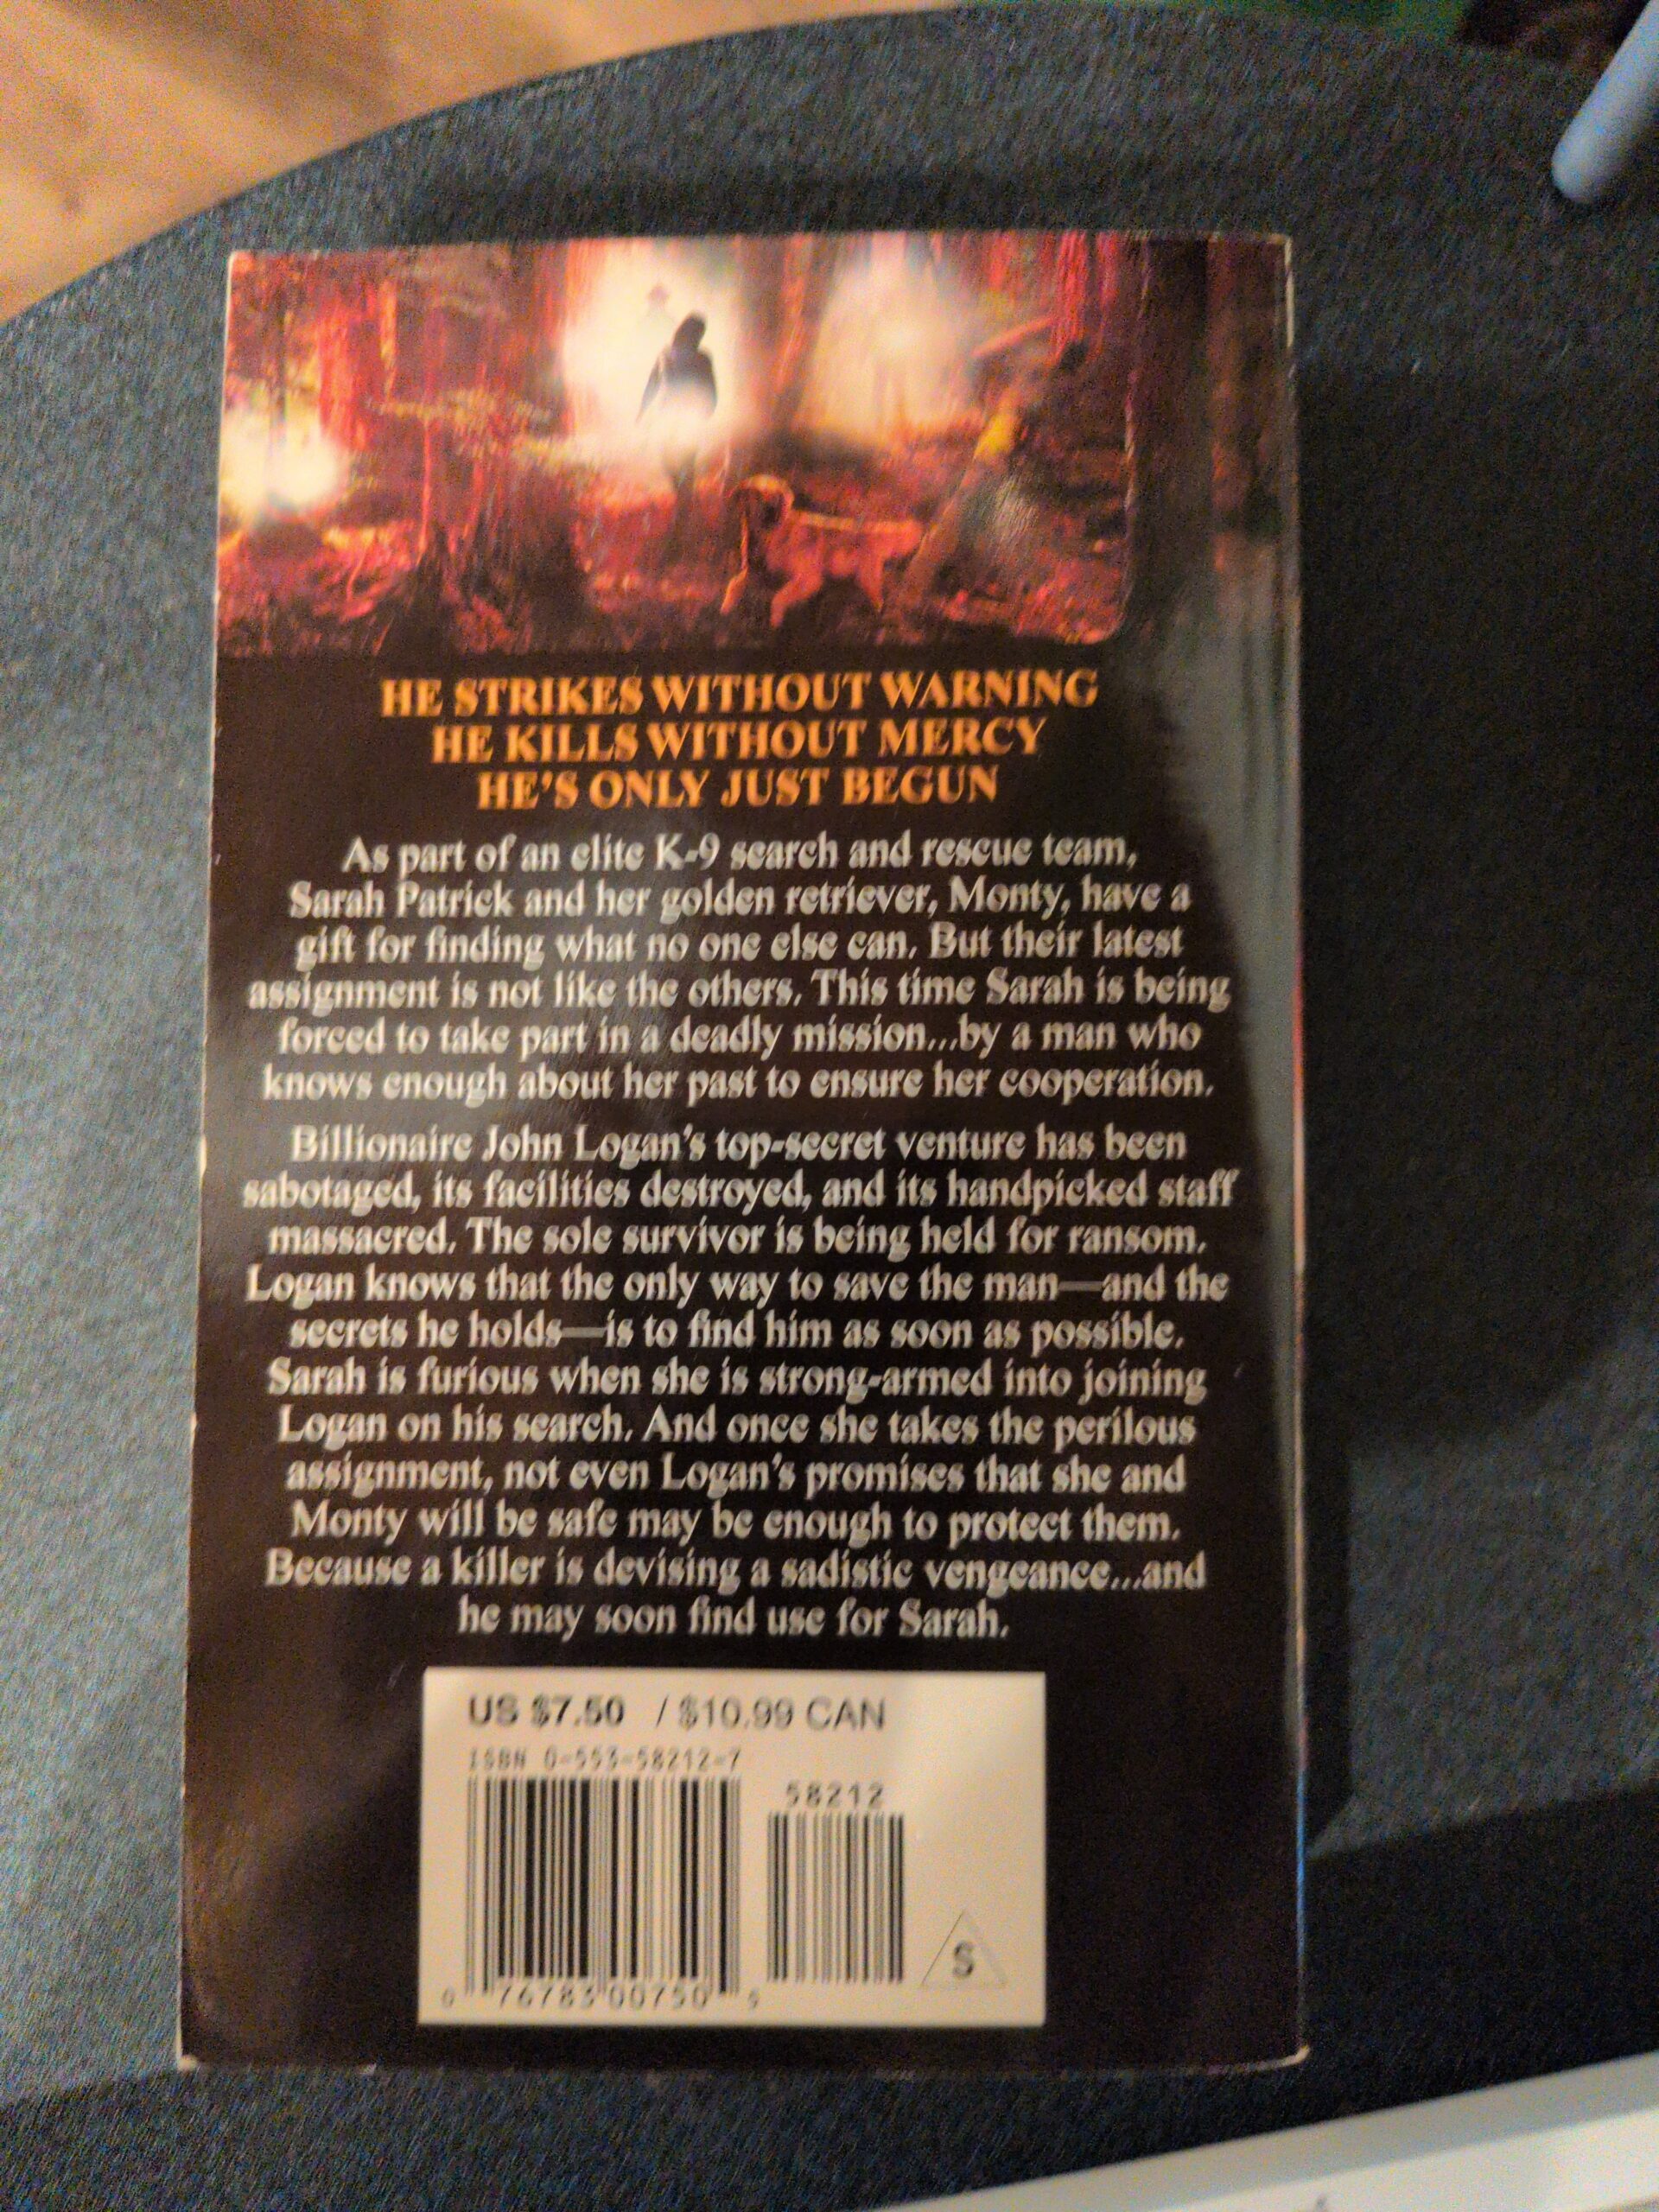 HE STRIKES WITHOUT WARNING
HE KILLS WITHOUT MERCY
HE'S ONLY JUST BEGUN
As part of an elite K-9 search and rescue team,
Sarah Patrick and her golden retriever, Monty, have a
gift for finding what no one else can. But their latest
assignment is not like the others. This time Sarah is being
forced to take part in a deadly mission...by a man who
knows enough about her past to ensure her cooperation.
Billionaire John Logan's top-secret venture has been
sabotaged, its facilities destroyed, and its handpicked staff
massacred. The sole survivor is being held for ransom.
Logan knows that the only way to save the man—and the
secrets he holds—is to find him as soon as possible.
Sarah is furious when she is strong-armed into joining
Logan on his search. And once she takes the perilous
assignment, not even Logan's promises that she and
Monty will be safe may be enough to protect them.
Because a killer is devising a sadistic vengeance...and
he may soon find use for Sarah.
US $7.50 / $10.99 CAN
ISBN 0-553-58212-7
58212
S
0 76783 00750 5